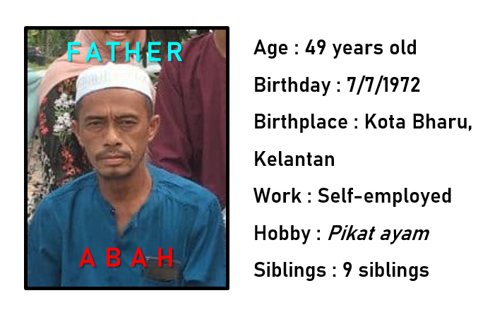 FATHER
ABAH
Age : 49 years old
Birthday : 7/7/1972
Birthplace : Kota Bharu,
Kelantan
Work : Self-employed
Hobby : Pikat ayam
Siblings : 9 siblings